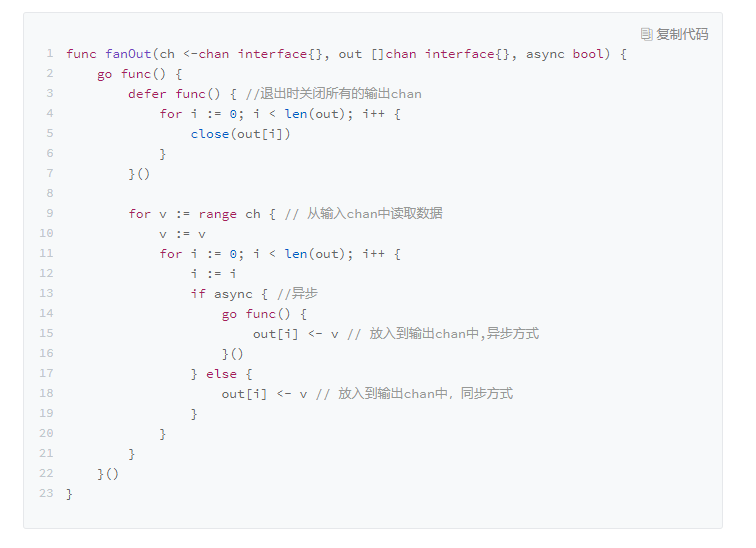 复制代码
1 func fanOut(ch <-chan interface{}, out []chan interface{}, async bool) {
2     go func() {
3         defer func() { //退出时关闭所有的输出chan
4             for i := 0; i < len(out); i++ {
5                 close(out[i])
6             }
7         }()
8
9         for v := range ch { // 从输入chan中读取数据
10             v := v
11             for i := 0; i < len(out); i++ {
12                 i := i
13                 if async { //异步
14                     go func() {
15                         out[i] <- v // 放入到输出chan中,异步方式
16                     }()
17                 } else {
18                     out[i] <- v // 放入到输出chan中，同步方式
19                 }
20             }
21         }
22     }()
23 }